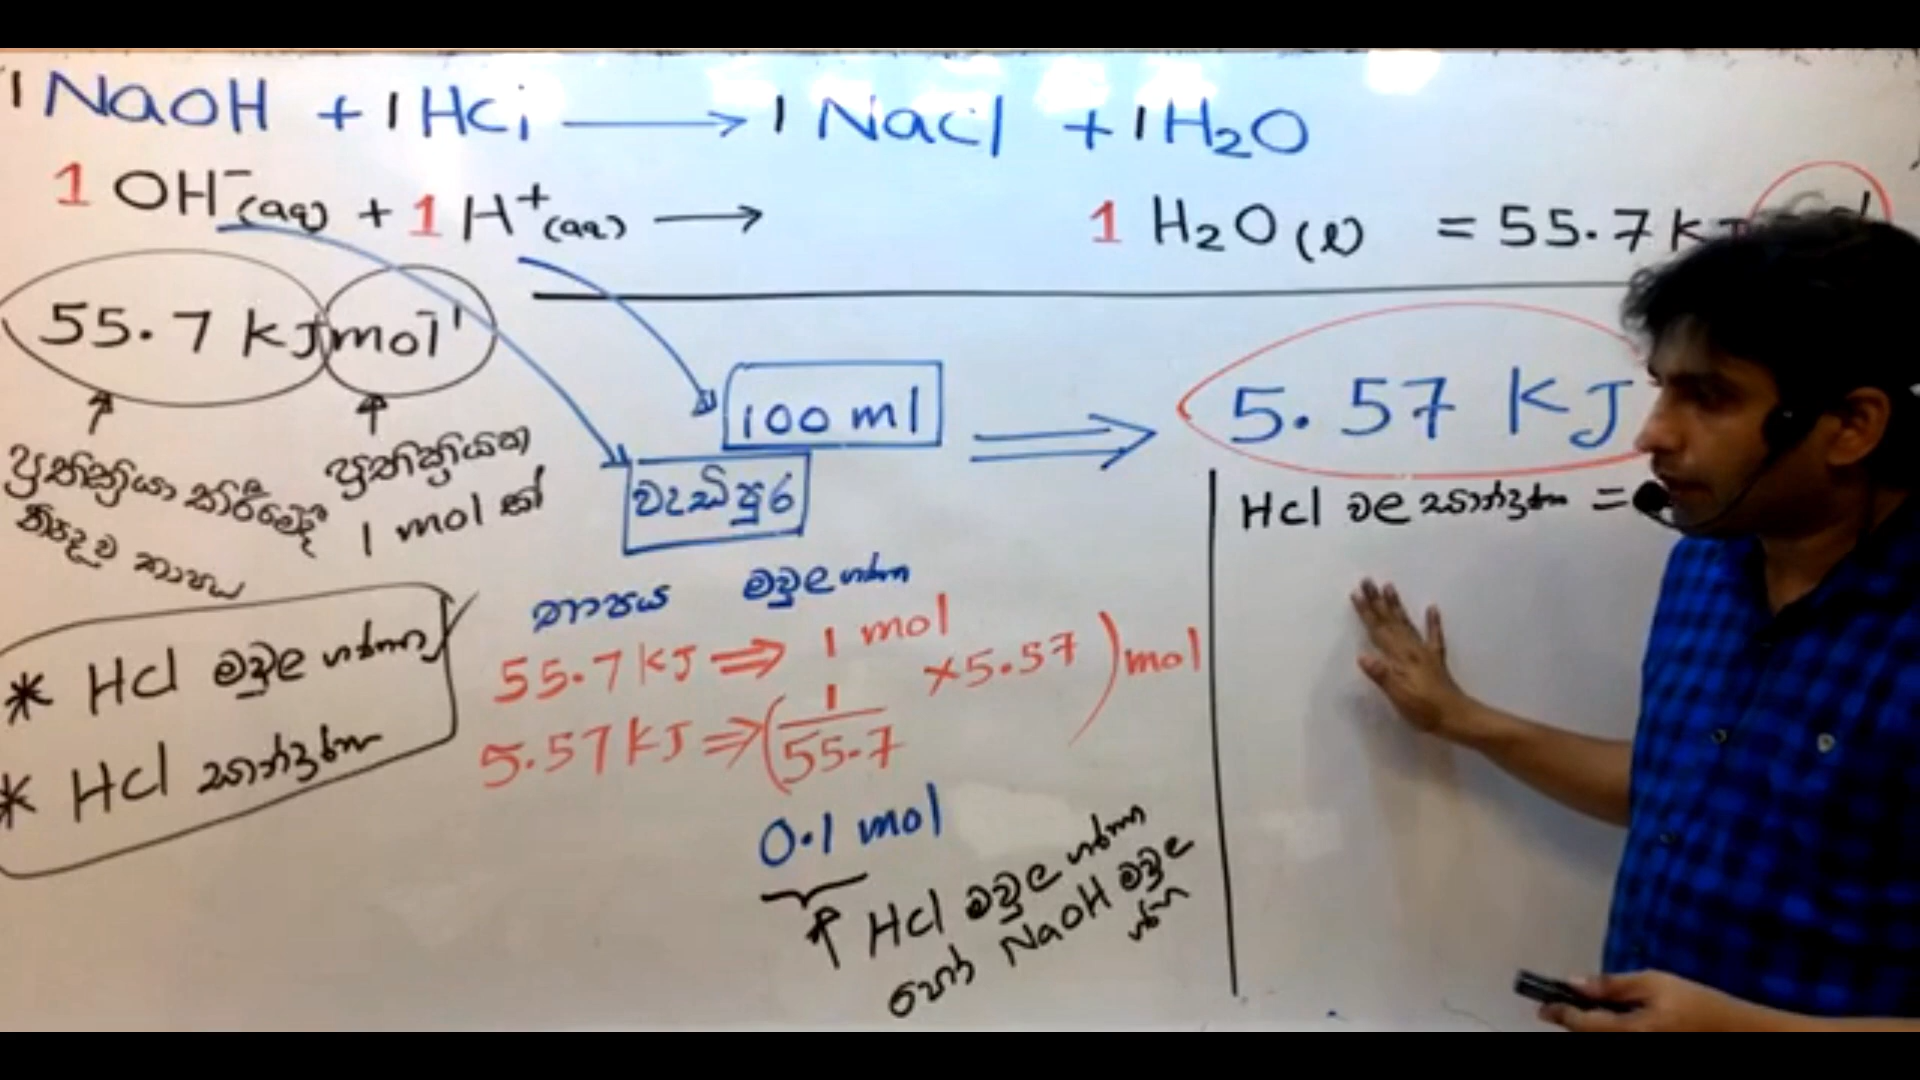 1 NaOH + 1 HCl → 1 NaCl + 1 H₂O
1 OH⁻(aq) + 1 H⁺(aq) → 1 H₂O(l) = 55.7 KJ
55.7 KJ mol⁻¹
100 ml
⇒ 5.57 KJ
ප්‍රතික්‍රියා කිරීමේදී
පිටවූ තාපය
ප්‍රතික්‍රියක
1 mol ක්
වැඩිපුර
HCl වල සාන්ද්‍රණය =
* HCl මවුල ගණන
* HCl සාන්ද්‍රණය
තාපය මවුල ගණන
55.7 KJ ⇒ 1 mol
5.57 KJ ⇒ (1/55.7 × 5.57) mol
0.1 mol
↑ HCl මවුල ගණන
හෝ NaOH මවුල
ගණන